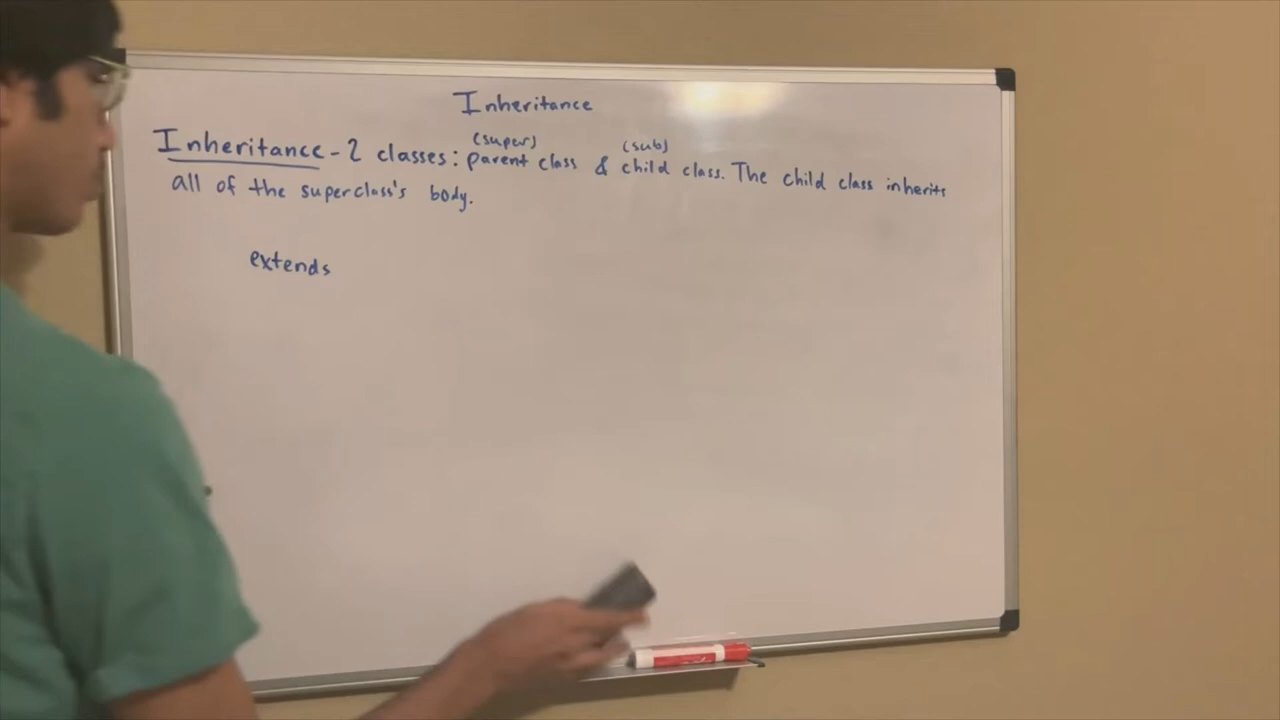 Inheritance
(super) (sub)
Inheritance - 2 classes: parent class & child class. The child class inherits
all of the superclass's body.
extends